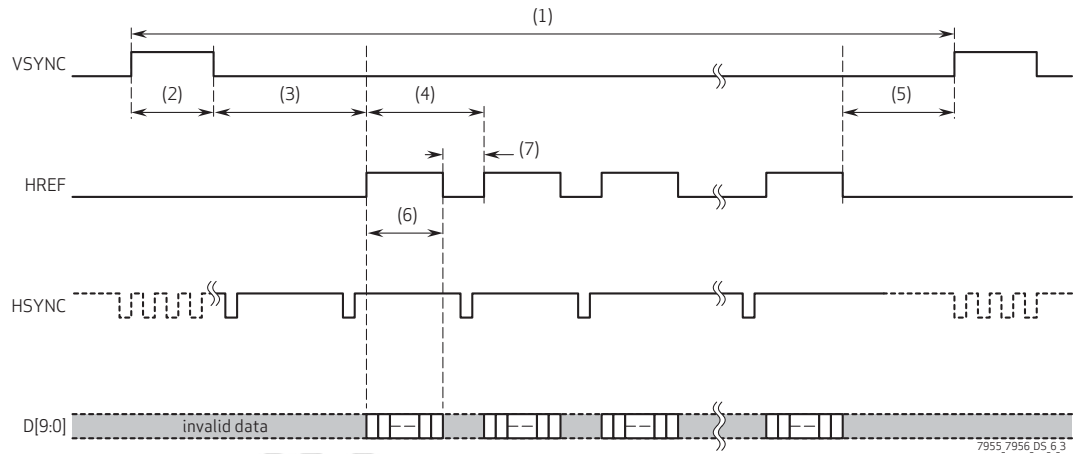 (1)
VSYNC
(2) (3) (4) (5)
(7)
HREF
(6)
HSYNC
D[9:0] invalid data
7955_7956_DS_6_3